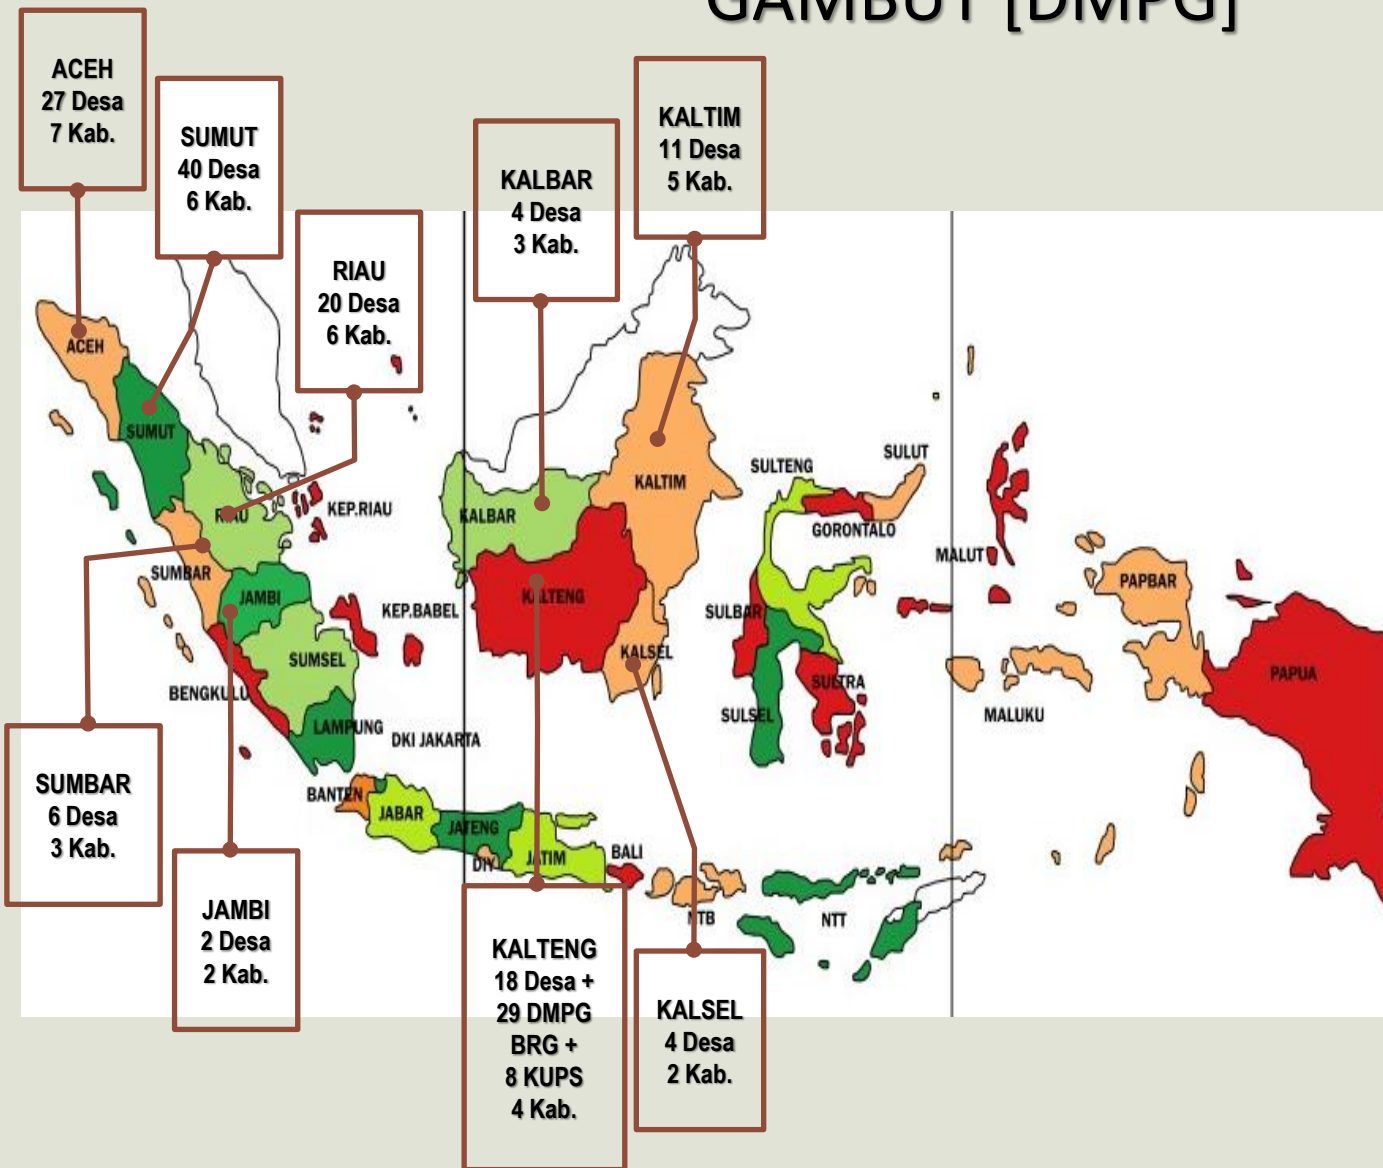 GAMBUT [DMPG]
ACEH
27 Desa
7 Kab.
SUMUT
40 Desa
6 Kab.
RIAU
20 Desa
6 Kab.
KALBAR
4 Desa
3 Kab.
KALTIM
11 Desa
5 Kab.
ACEH
SUMUT
RIAU
KEP.RIAU
SUMBAR
JAMBI
KEP.BABEL
SUMSEL
BENGKULU
LAMPUNG
DKI JAKARTA
BANTEN
JABAR
JATENG
DIY
JATIM
BALI
NTB
NTT
KALBAR
KALTIM
KALTENG
KALSEL
SULTENG
SULUT
GORONTALO
SULBAR
SULTRA
SULSEL
MALUT
MALUKU
PAPBAR
PAPUA
SUMBAR
6 Desa
3 Kab.
JAMBI
2 Desa
2 Kab.
KALTENG
18 Desa +
29 DMPG
BRG +
8 KUPS
4 Kab.
KALSEL
4 Desa
2 Kab.